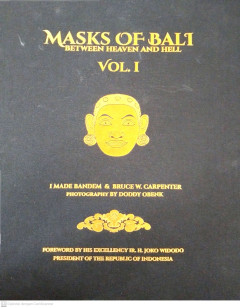 MASKS OF BALI
BETWEEN HEAVEN AND HELL
VOL. I
I MADE BANDEM & BRUCE W. CARPENTER
PHOTOGRAPHY BY DODDY OBENK
FOREWORD BY HIS EXCELLENCY IR. H. JOKO WIDODO
PRESIDENT OF THE REPUBLIC OF INDONESIA